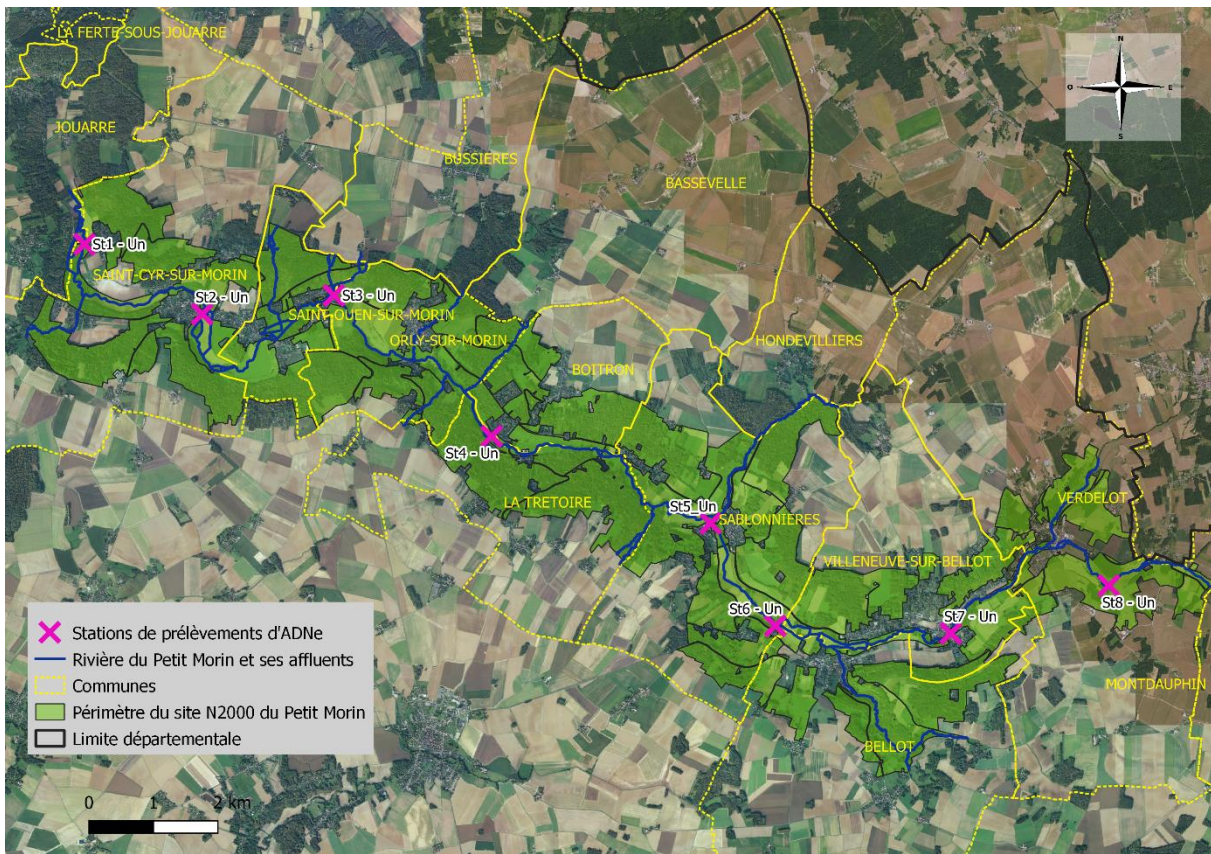 LA FERTE-SOUS-JOUARRE
N
O
E
S
JOUARRE
BUSSIERES
BASSEVELLE
St1 - Un
SAINT-CYR-SUR-MORIN
St2 - Un
St3 - Un
SAINT-OUEN-SUR-MORIN
ORLY-SUR-MORIN
HONDEVILLIERS
BOITRON
St4 - Un
LA TRETOIRE
St5_Un
SABLONNIERES
VERDELOT
VILLENEUVE-SUR-BELLOT
St6 - Un
St7 - Un
St8 - Un
MONTDAUPHIN
BELLOT
Stations de prélèvements d'ADNe
Rivière du Petit Morin et ses affluents
Communes
Périmètre du site N2000 du Petit Morin
Limite départementale
0 1 2 km